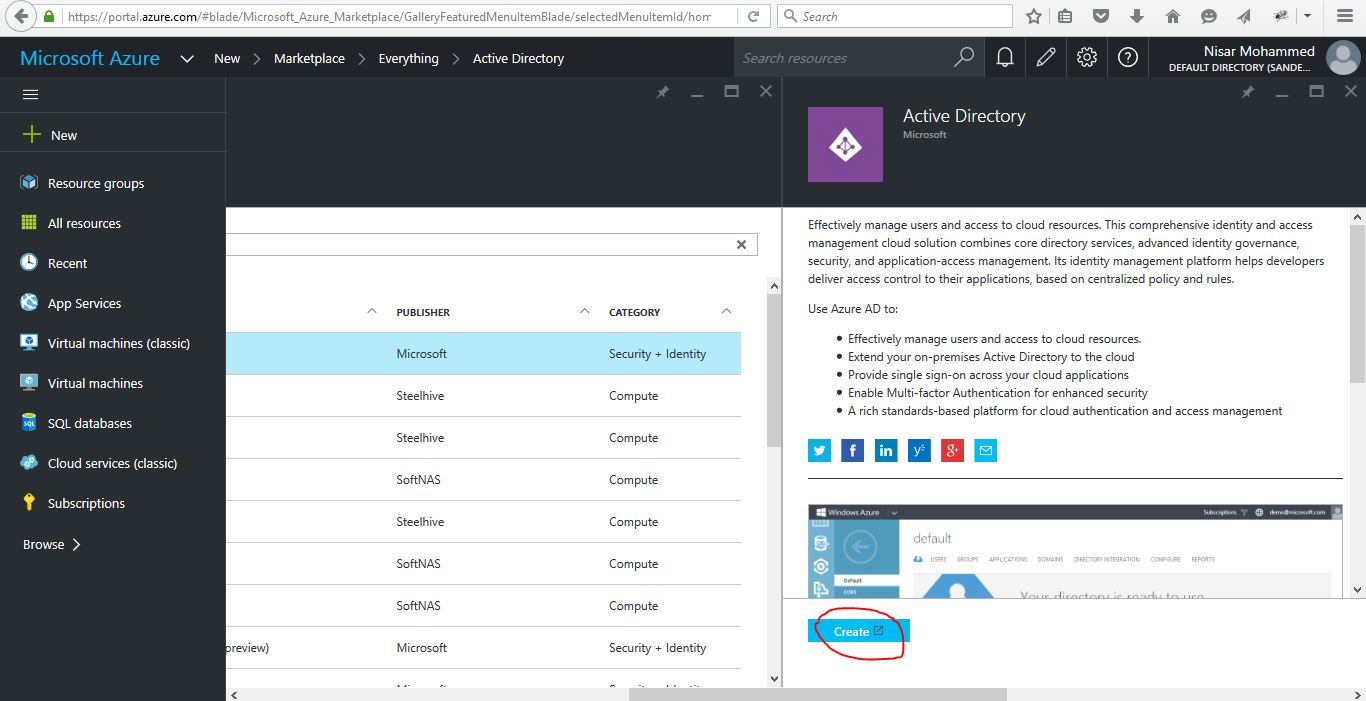 https://portal.azure.com/#blade/Microsoft_Azure_Marketplace/GalleryFeaturedMenuItemBlade/selectedMenuItemId/hom
Search
Microsoft Azure
New
Marketplace
Everything
Active Directory
Search resources
Nisar Mohammed
DEFAULT DIRECTORY (SANDE...
New
Resource groups
All resources
Recent
App Services
Virtual machines (classic)
Virtual machines
SQL databases
Cloud services (classic)
Subscriptions
Browse
PUBLISHER CATEGORY
Microsoft Security + Identity
Steelhive Compute
Steelhive Compute
SoftNAS Compute
Steelhive Compute
SoftNAS Compute
SoftNAS Compute
preview) Microsoft Security + Identity
Active Directory
Microsoft
Effectively manage users and access to cloud resources. This comprehensive identity and access
management cloud solution combines core directory services, advanced identity governance,
security, and application-access management. Its identity management platform helps developers
deliver access control to their applications, based on centralized policy and rules.
Use Azure AD to:
Effectively manage users and access to cloud resources.
Extend your on-premises Active Directory to the cloud
Provide single sign-on across your cloud applications
Enable Multi-factor Authentication for enhanced security
A rich standards-based platform for cloud authentication and access management
Windows Azure
Subscriptions
demo@microsoft.com
default
USERS GROUPS APPLICATIONS DOMAINS DIRECTORY INTEGRATION CONFIGURE REPORTS
Default
Your directory is ready to use
Create